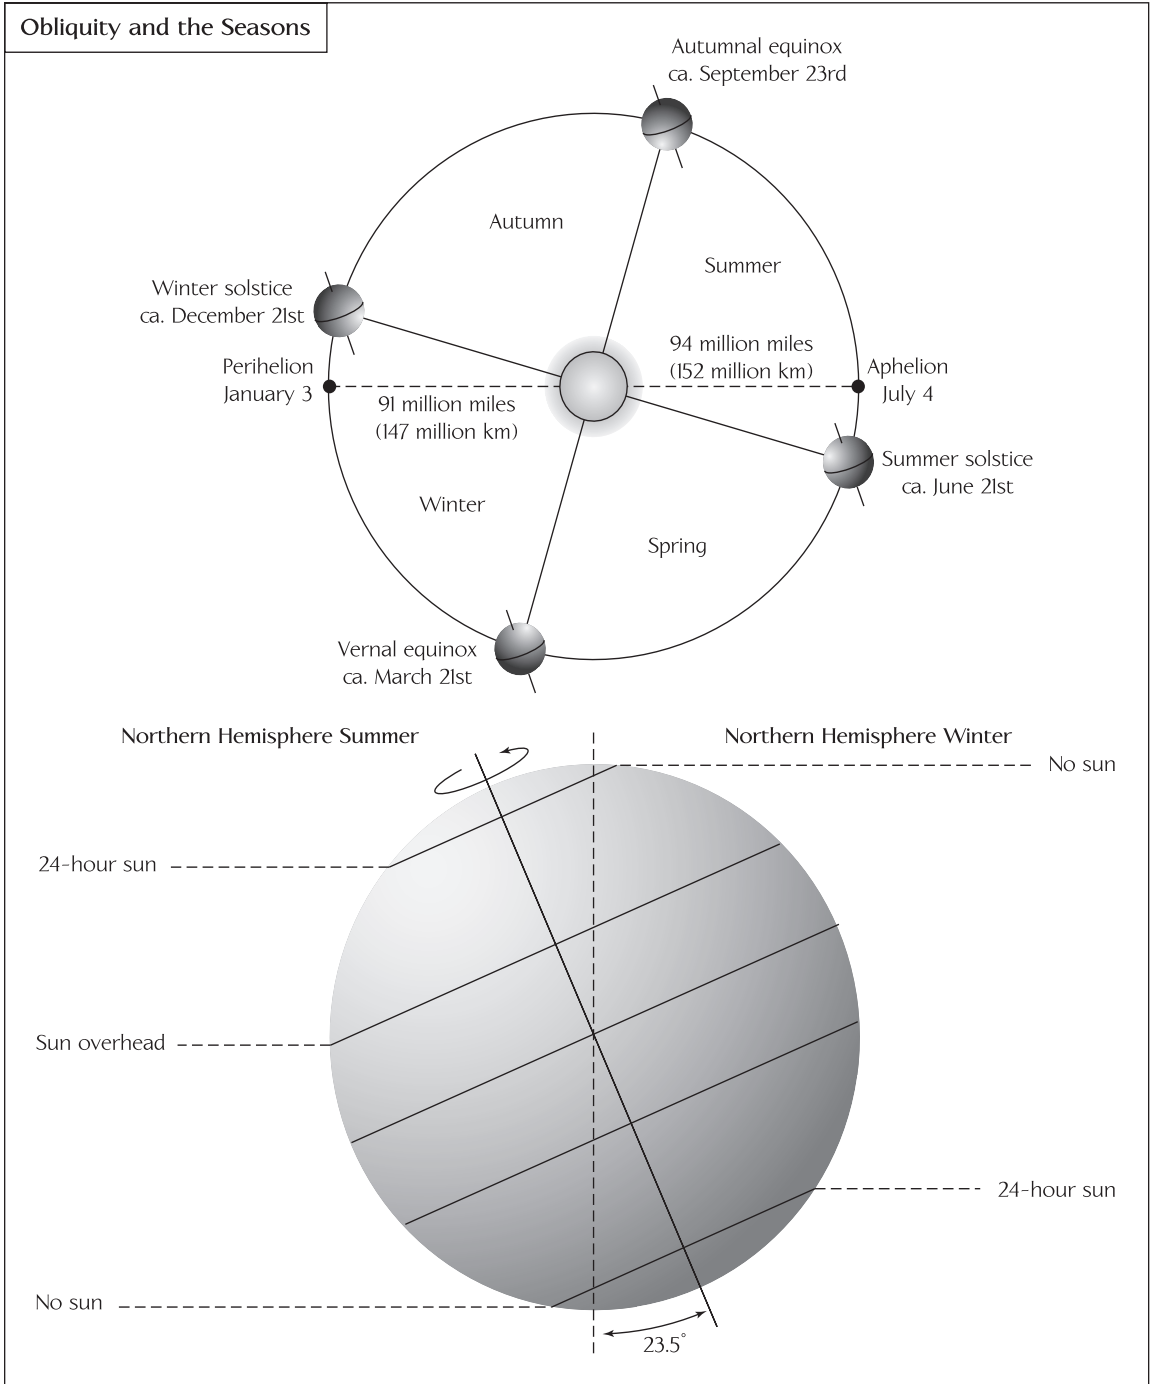 Obliquity and the Seasons
Autumnal equinox
ca. September 23rd
Autumn
Summer
Winter solstice
ca. December 21st
94 million miles
(152 million km)
Perihelion
January 3
Aphelion
July 4
91 million miles
(147 million km)
Summer solstice
ca. June 21st
Winter
Spring
Vernal equinox
ca. March 21st
Northern Hemisphere Summer
Northern Hemisphere Winter
No sun
24-hour sun
Sun overhead
24-hour sun
No sun
23.5°